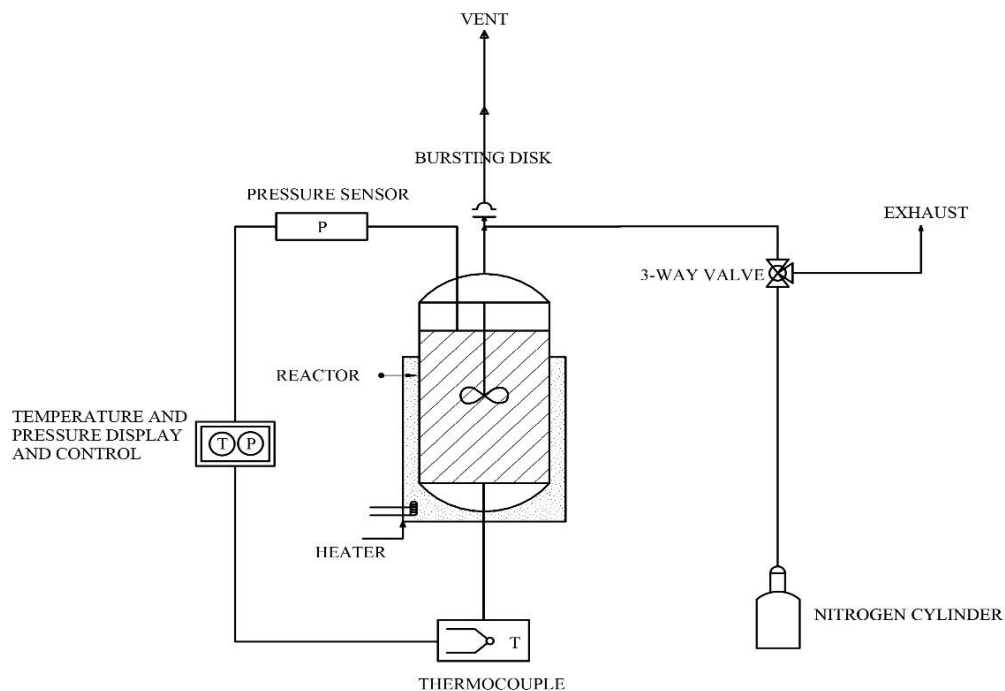 VENT
BURSTING DISK
PRESSURE SENSOR
P
EXHAUST
3-WAY VALVE
REACTOR
TEMPERATURE AND
PRESSURE DISPLAY
AND CONTROL
T P
HEATER
NITROGEN CYLINDER
T
THERMOCOUPLE